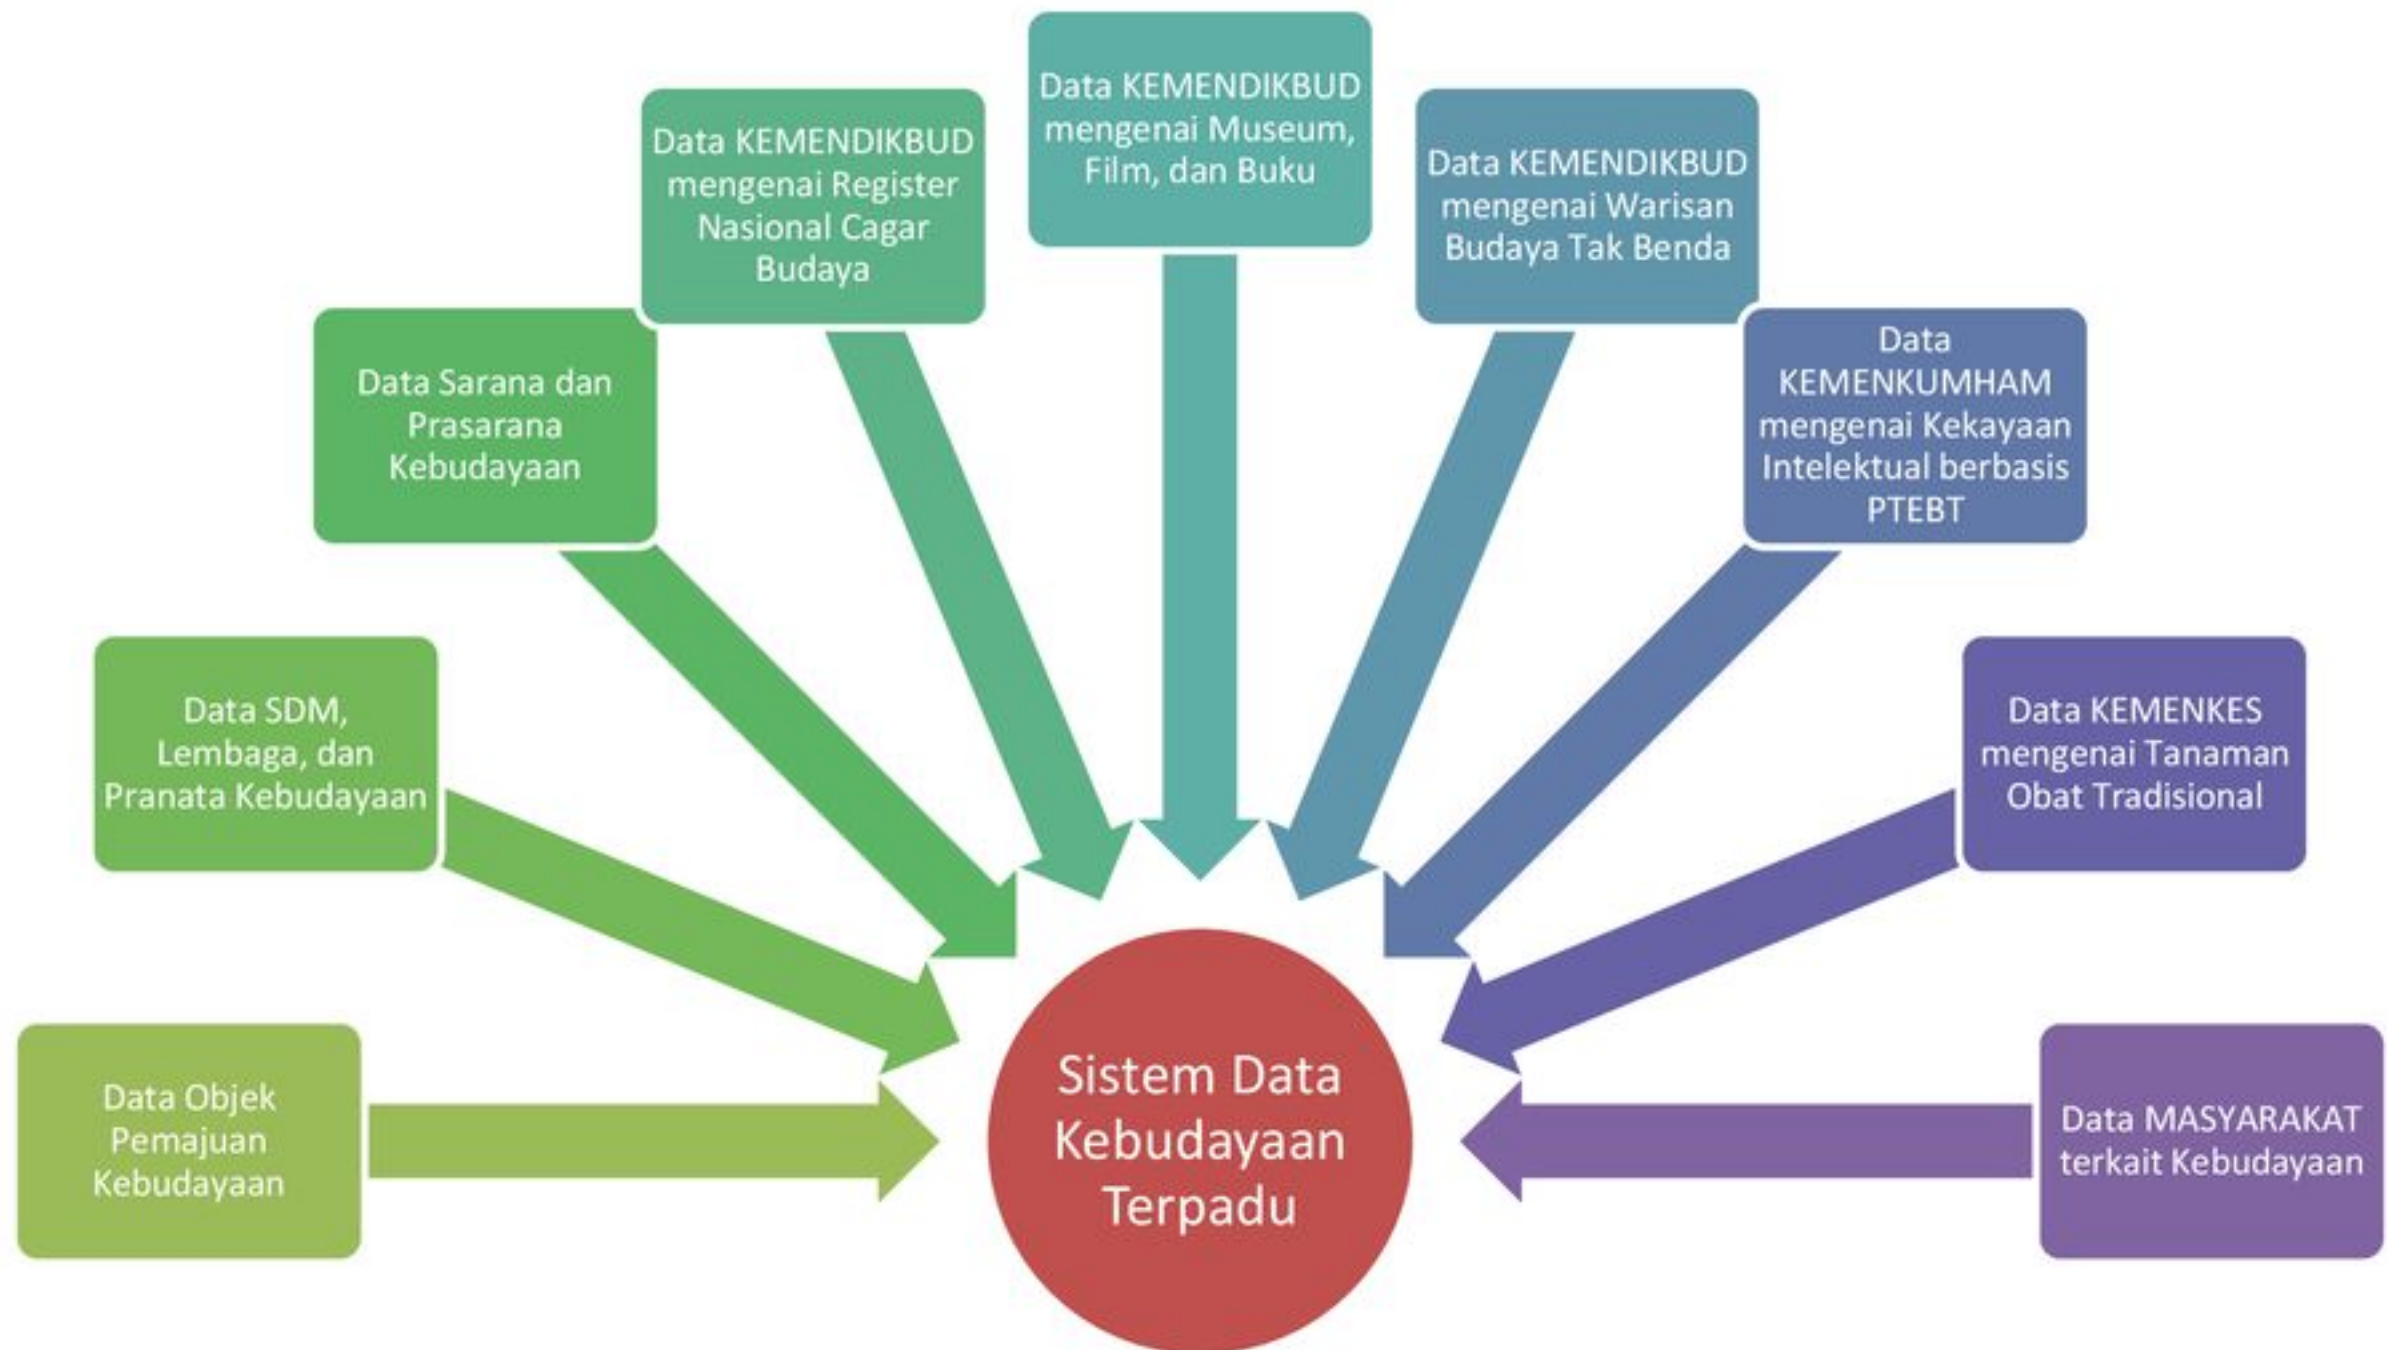 Data KEMENDIKBUD
mengenai Museum,
Film, dan Buku
Data KEMENDIKBUD
mengenai Register
Nasional Cagar
Budaya
Data KEMENDIKBUD
mengenai Warisan
Budaya Tak Benda
Data Sarana dan
Prasarana
Kebudayaan
Data
KEMENKUMHAM
mengenai Kekayaan
Intelektual berbasis
PTEBT
Data SDM,
Lembaga, dan
Pranata Kebudayaan
Data KEMENKES
mengenai Tanaman
Obat Tradisional
Data Objek
Pemajuan
Kebudayaan
Sistem Data
Kebudayaan
Terpadu
Data MASYARAKAT
terkait Kebudayaan